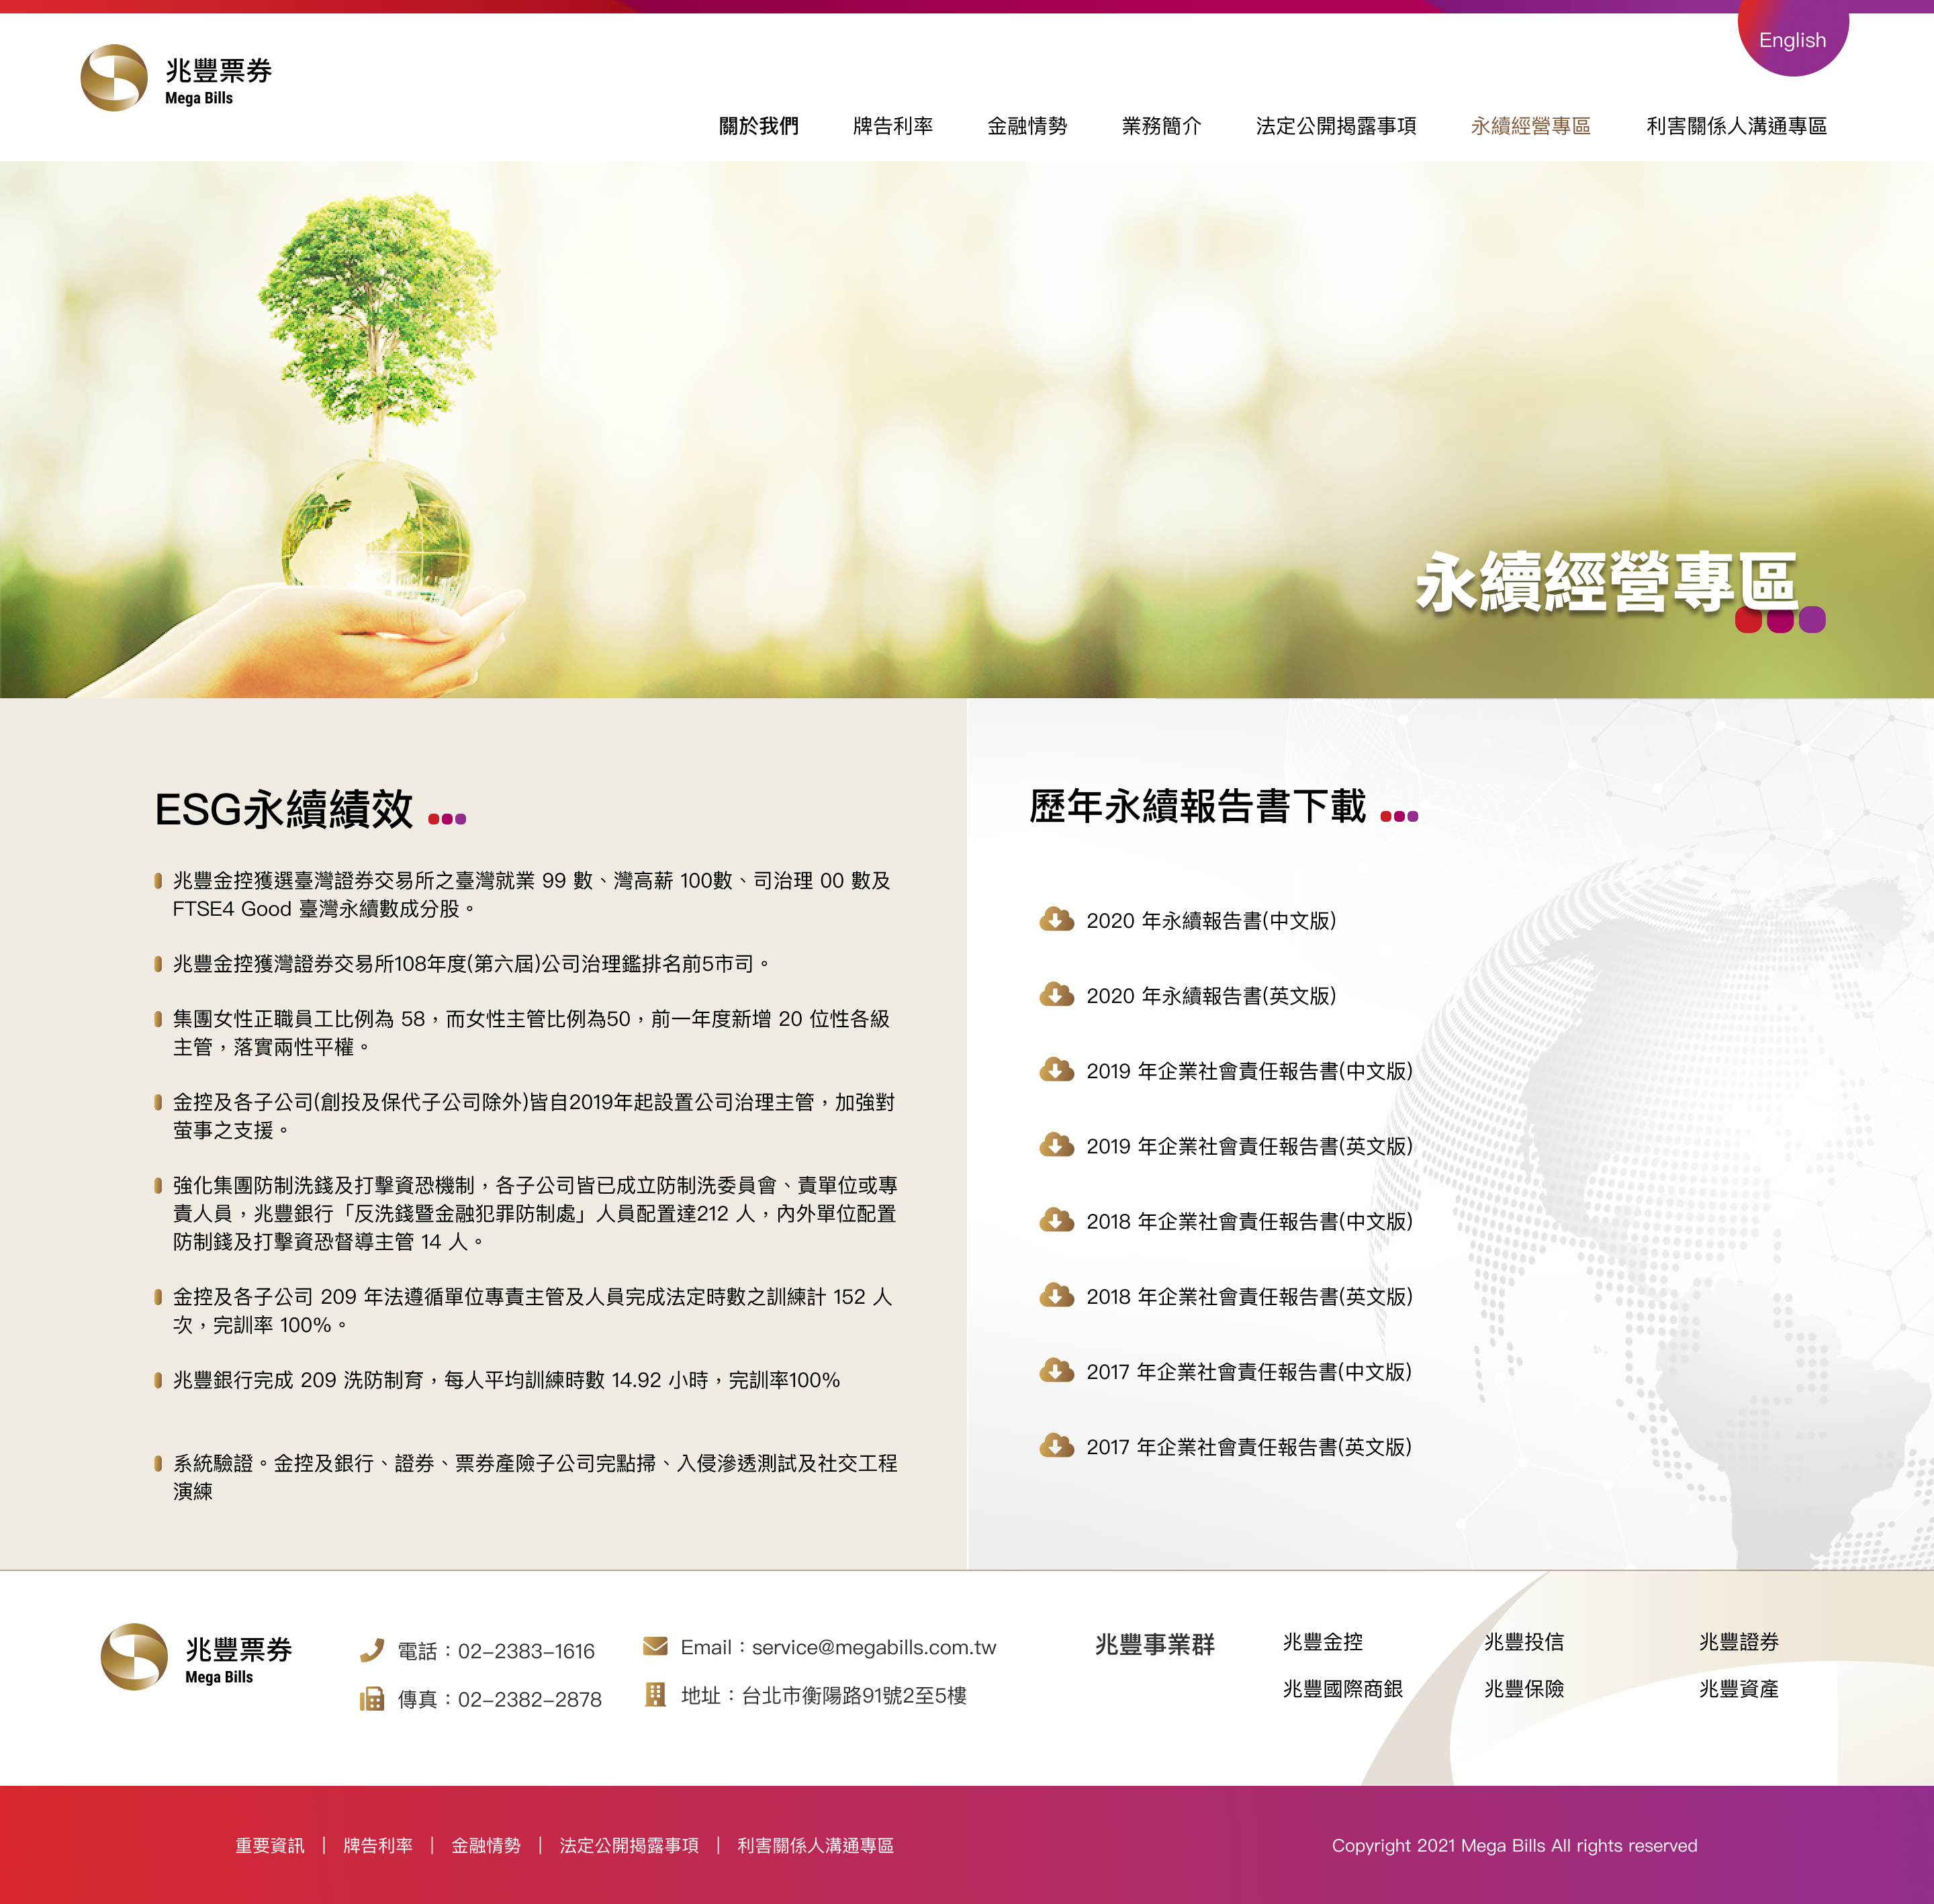 English
兆豐票券
Mega Bills
關於我們 牌告利率 金融情勢 業務簡介 法定公開揭露事項 永續經營專區 利害關係人溝通專區
永續經營專區
ESG永續績效
兆豐金控獲選臺灣證券交易所之臺灣就業 99 數、灣高薪 100數、司治理 00 數及
FTSE4 Good 臺灣永續數成分股。
兆豐金控獲灣證券交易所108年度(第六屆)公司治理鑑排名前5市司。
集團女性正職員工比例為 58，而女性主管比例為50，前一年度新增 20 位性各級
主管，落實兩性平權。
金控及各子公司(創投及保代子公司除外)皆自2019年起設置公司治理主管，加強對
萤事之支援。
強化集團防制洗錢及打擊資恐機制，各子公司皆已成立防制洗委員會、責單位或專
責人員，兆豐銀行「反洗錢暨金融犯罪防制處」人員配置達212 人，內外單位配置
防制錢及打擊資恐督導主管 14 人。
金控及各子公司 209 年法遵循單位專責主管及人員完成法定時數之訓練計 152 人
次，完訓率 100%。
兆豐銀行完成 209 洗防制育，每人平均訓練時數 14.92 小時，完訓率100%
系統驗證。金控及銀行、證券、票券產險子公司完點掃、入侵滲透測試及社交工程
演練
歷年永續報告書下載
2020 年永續報告書(中文版)
2020 年永續報告書(英文版)
2019 年企業社會責任報告書(中文版)
2019 年企業社會責任報告書(英文版)
2018 年企業社會責任報告書(中文版)
2018 年企業社會責任報告書(英文版)
2017 年企業社會責任報告書(中文版)
2017 年企業社會責任報告書(英文版)
兆豐票券
Mega Bills
電話：02-2383-1616
傳真：02-2382-2878
Email：service@megabills.com.tw
地址：台北市衡陽路91號2至5樓
兆豐事業群
兆豐金控 兆豐投信 兆豐證券
兆豐國際商銀 兆豐保險 兆豐資產
重要資訊 | 牌告利率 | 金融情勢 | 法定公開揭露事項 | 利害關係人溝通專區
Copyright 2021 Mega Bills All rights reserved